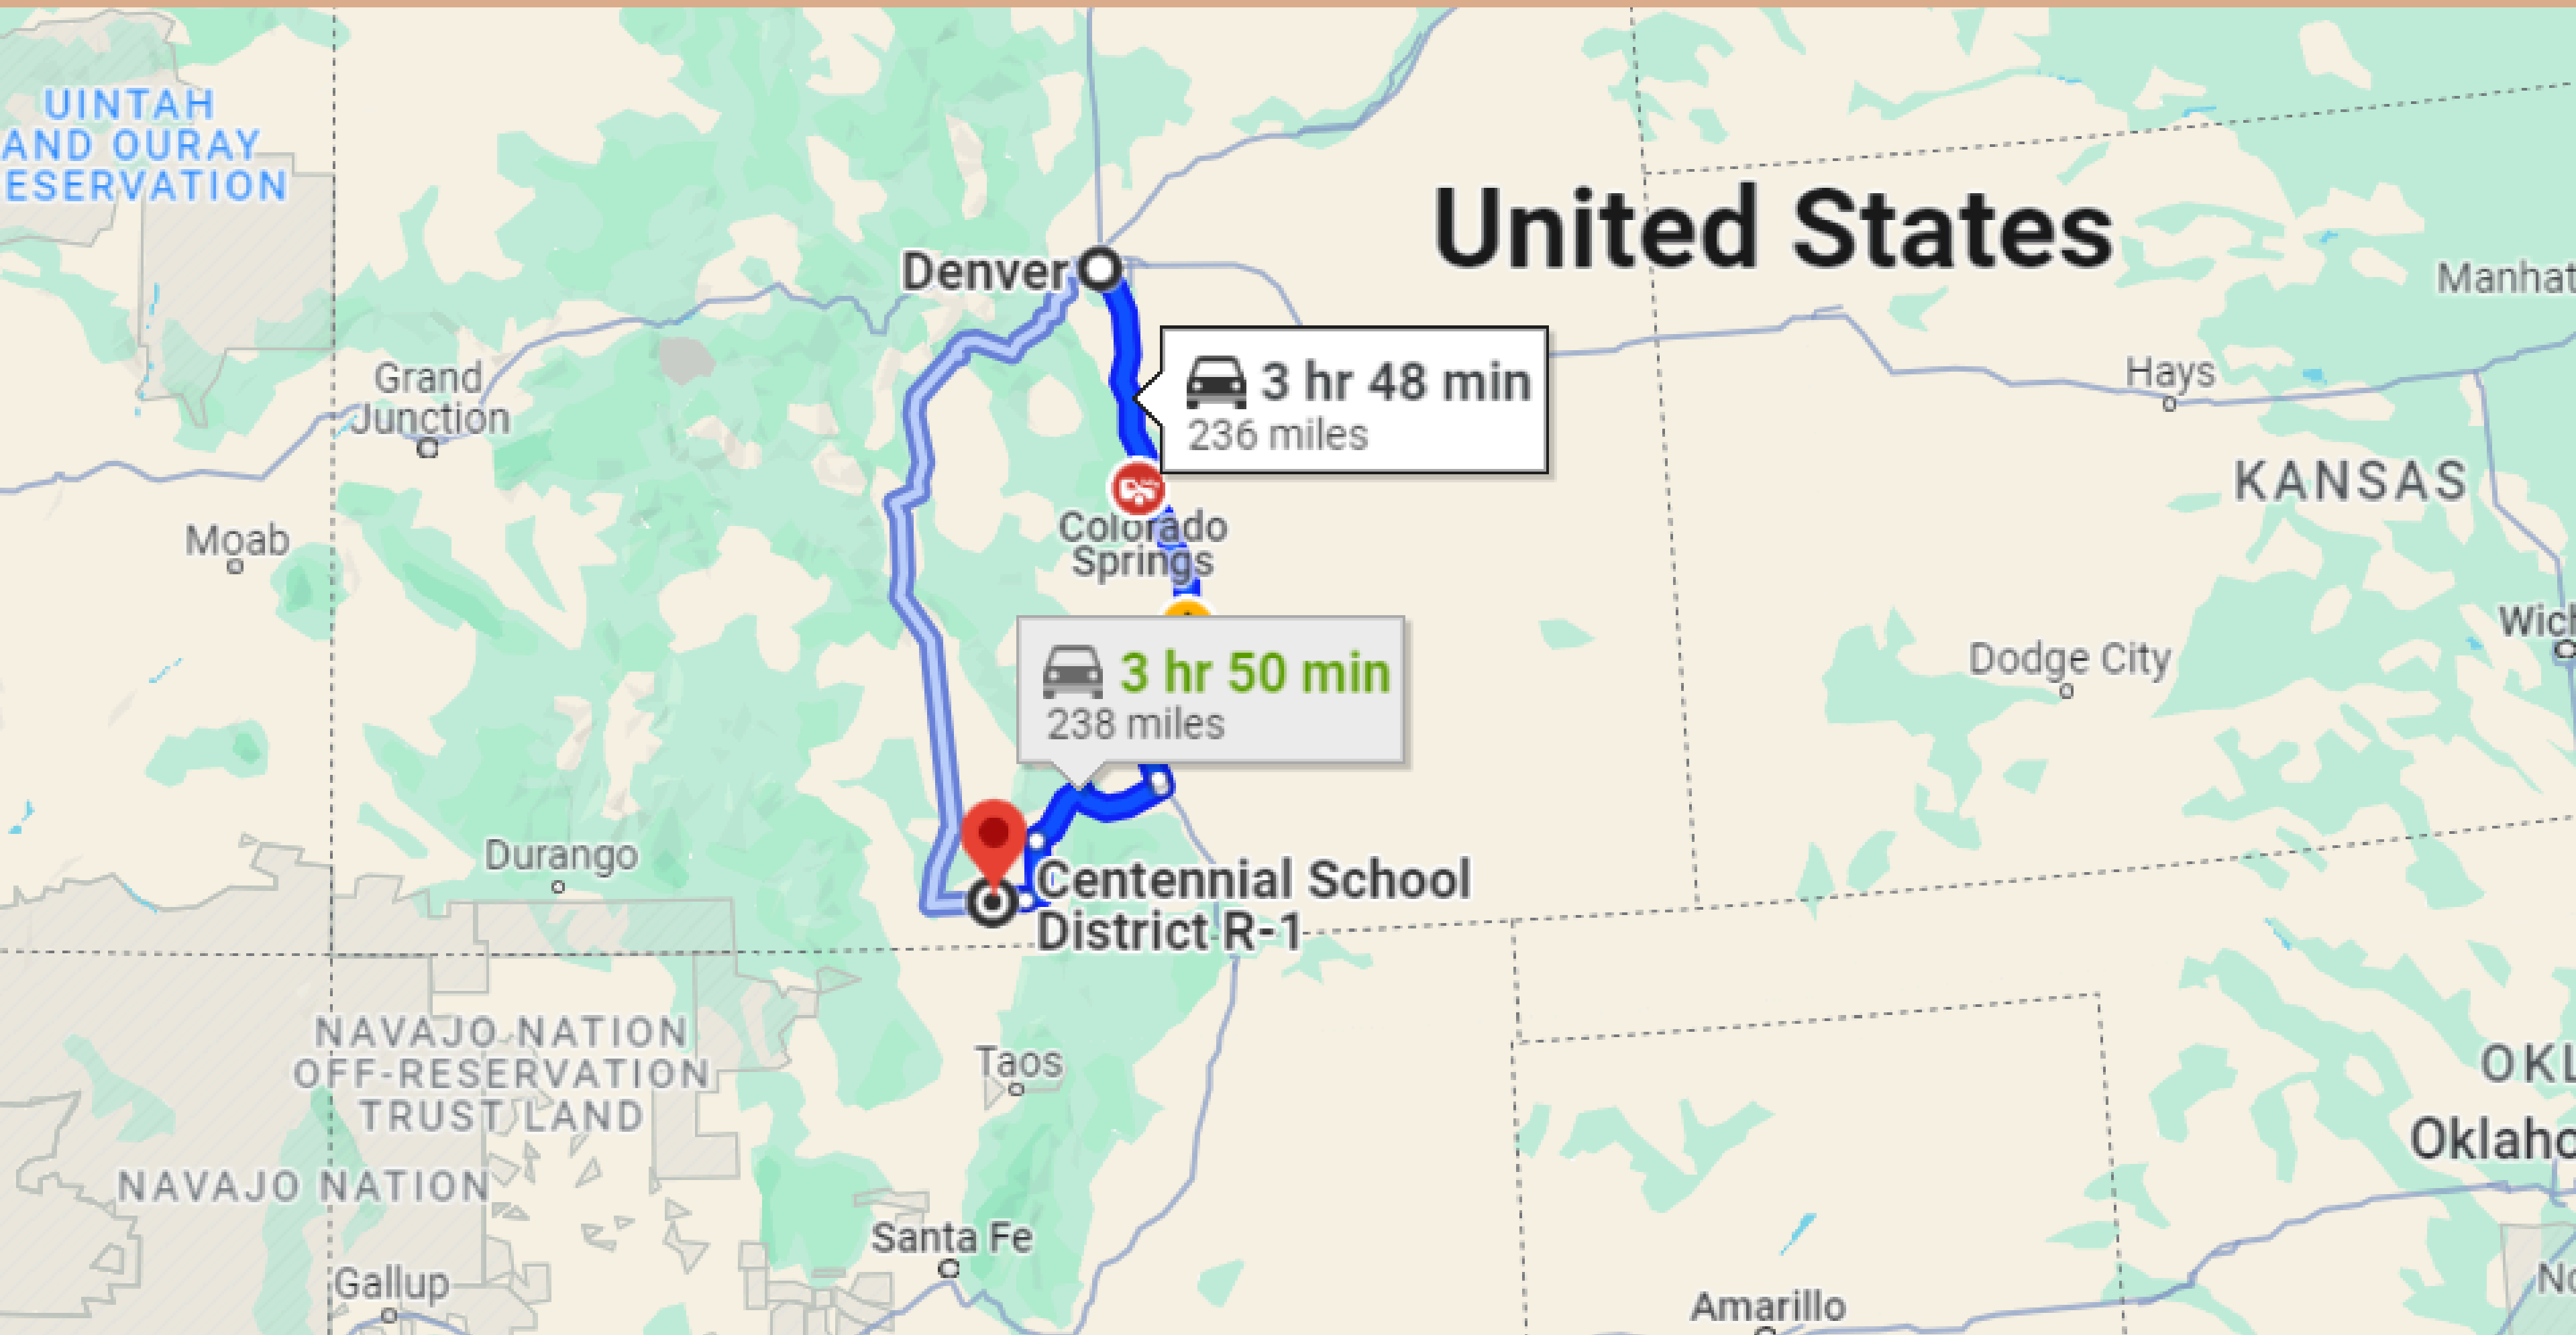 UINTAH
AND OURAY
ESERVATION
Denver
United States
Manhat
3 hr 48 min
236 miles
Grand
Junction
Hays
KANSAS
Moab
Colorado
Springs
Wich
3 hr 50 min
238 miles
Dodge City
Durango
Centennial School
District R-1
NAVAJO NATION
OFF-RESERVATION
TRUST LAND
Taos
OKL
Oklaho
NAVAJO NATION
Santa Fe
Gallup
No
Amarillo